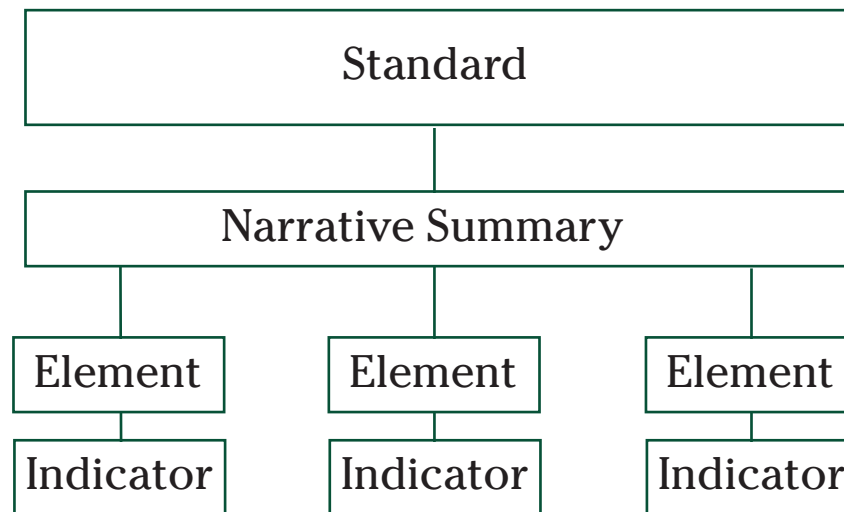 Standard
Narrative Summary
Element Element Element
Indicator Indicator Indicator